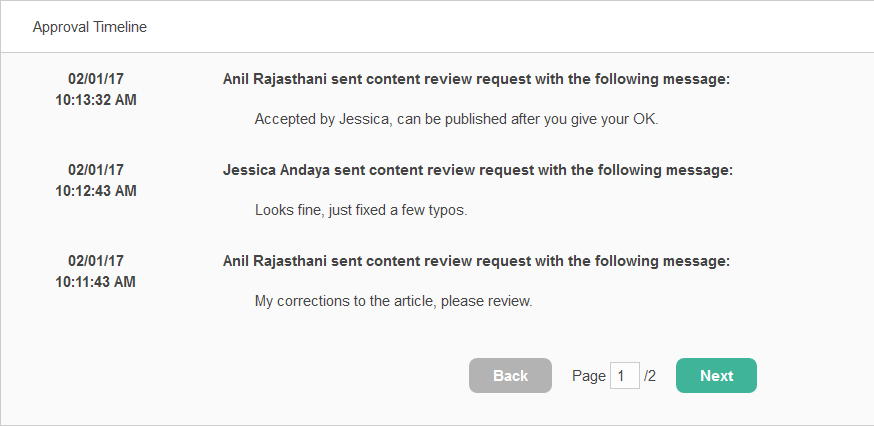 Approval Timeline
02/01/17 Anil Rajasthani sent content review request with the following message:
10:13:32 AM
Accepted by Jessica, can be published after you give your OK.
02/01/17 Jessica Andaya sent content review request with the following message:
10:12:43 AM
Looks fine, just fixed a few typos.
02/01/17 Anil Rajasthani sent content review request with the following message:
10:11:43 AM
My corrections to the article, please review.
Back Page 1 /2 Next